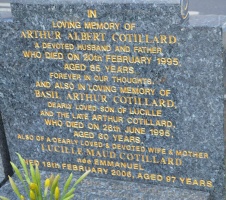 IN
LOVING MEMORY OF
ARTHUR ALBERT COTILLARD
A DEVOTED HUSBAND AND FATHER
WHO DIED ON 20TH FEBRUARY 1995
AGED 85 YEARS.
FOREVER IN OUR THOUGHTS.
AND ALSO IN LOVING MEMORY OF
BASIL ARTHUR COTILLARD,
DEARLY LOVED SON OF LUCILLE
AND THE LATE ARTHUR COTILLARD,
WHO DIED ON 28TH JUNE 1996,
AGED 60 YEARS.
ALSO OF A DEARLY LOVED & DEVOTED WIFE & MOTHER
LUCILLE MAUD COTILLARD
née EMMANUEL
DIED 18TH FEBRUARY 2006, AGED 97 YEARS.